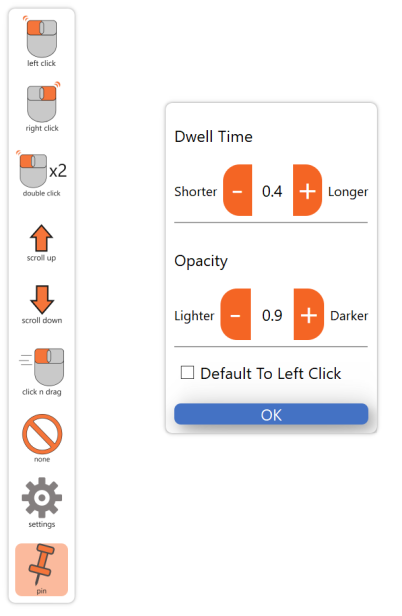 left click
right click
x2
double click
scroll up
scroll down
click n drag
none
settings
pin
Dwell Time
Shorter - 0.4 + Longer
Opacity
Lighter - 0.9 + Darker
Default To Left Click
OK